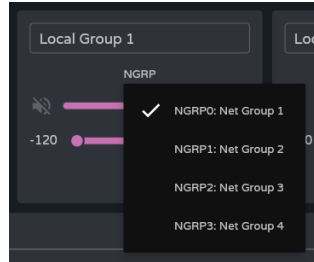 Local Group 1
Loc
NGRP
NGRP0: Net Group 1
-120
0
NGRP1: Net Group 2
NGRP2: Net Group 3
NGRP3: Net Group 4